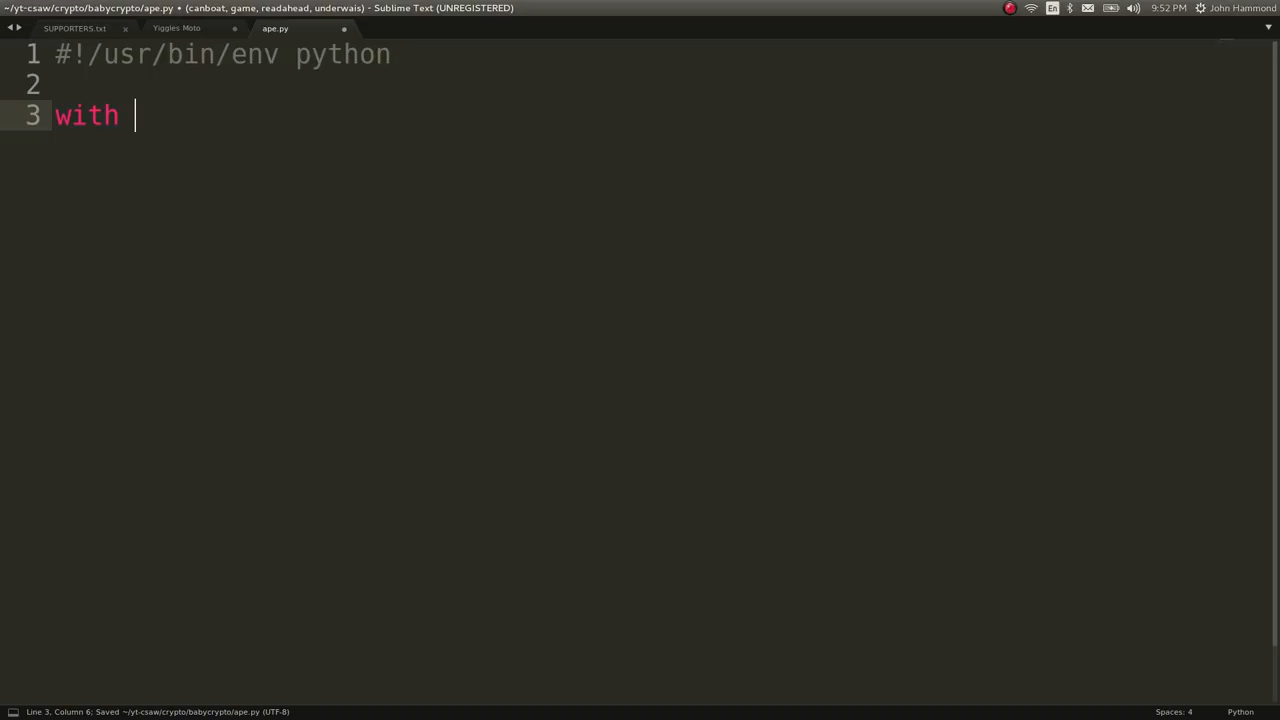 ~/yt-csaw/crypto/babycrypto/ape.py • (canboat, game, readahead, underwais) - Sublime Text (UNREGISTERED)
En
9:52 PM
John Hammond
SUPPORTERS.txt
Yiggles Moto
ape.py
1 #!/usr/bin/env python
2
3 with
Line 3, Column 6; Saved ~/yt-csaw/crypto/babycrypto/ape.py (UTF-8)
Spaces: 4
Python